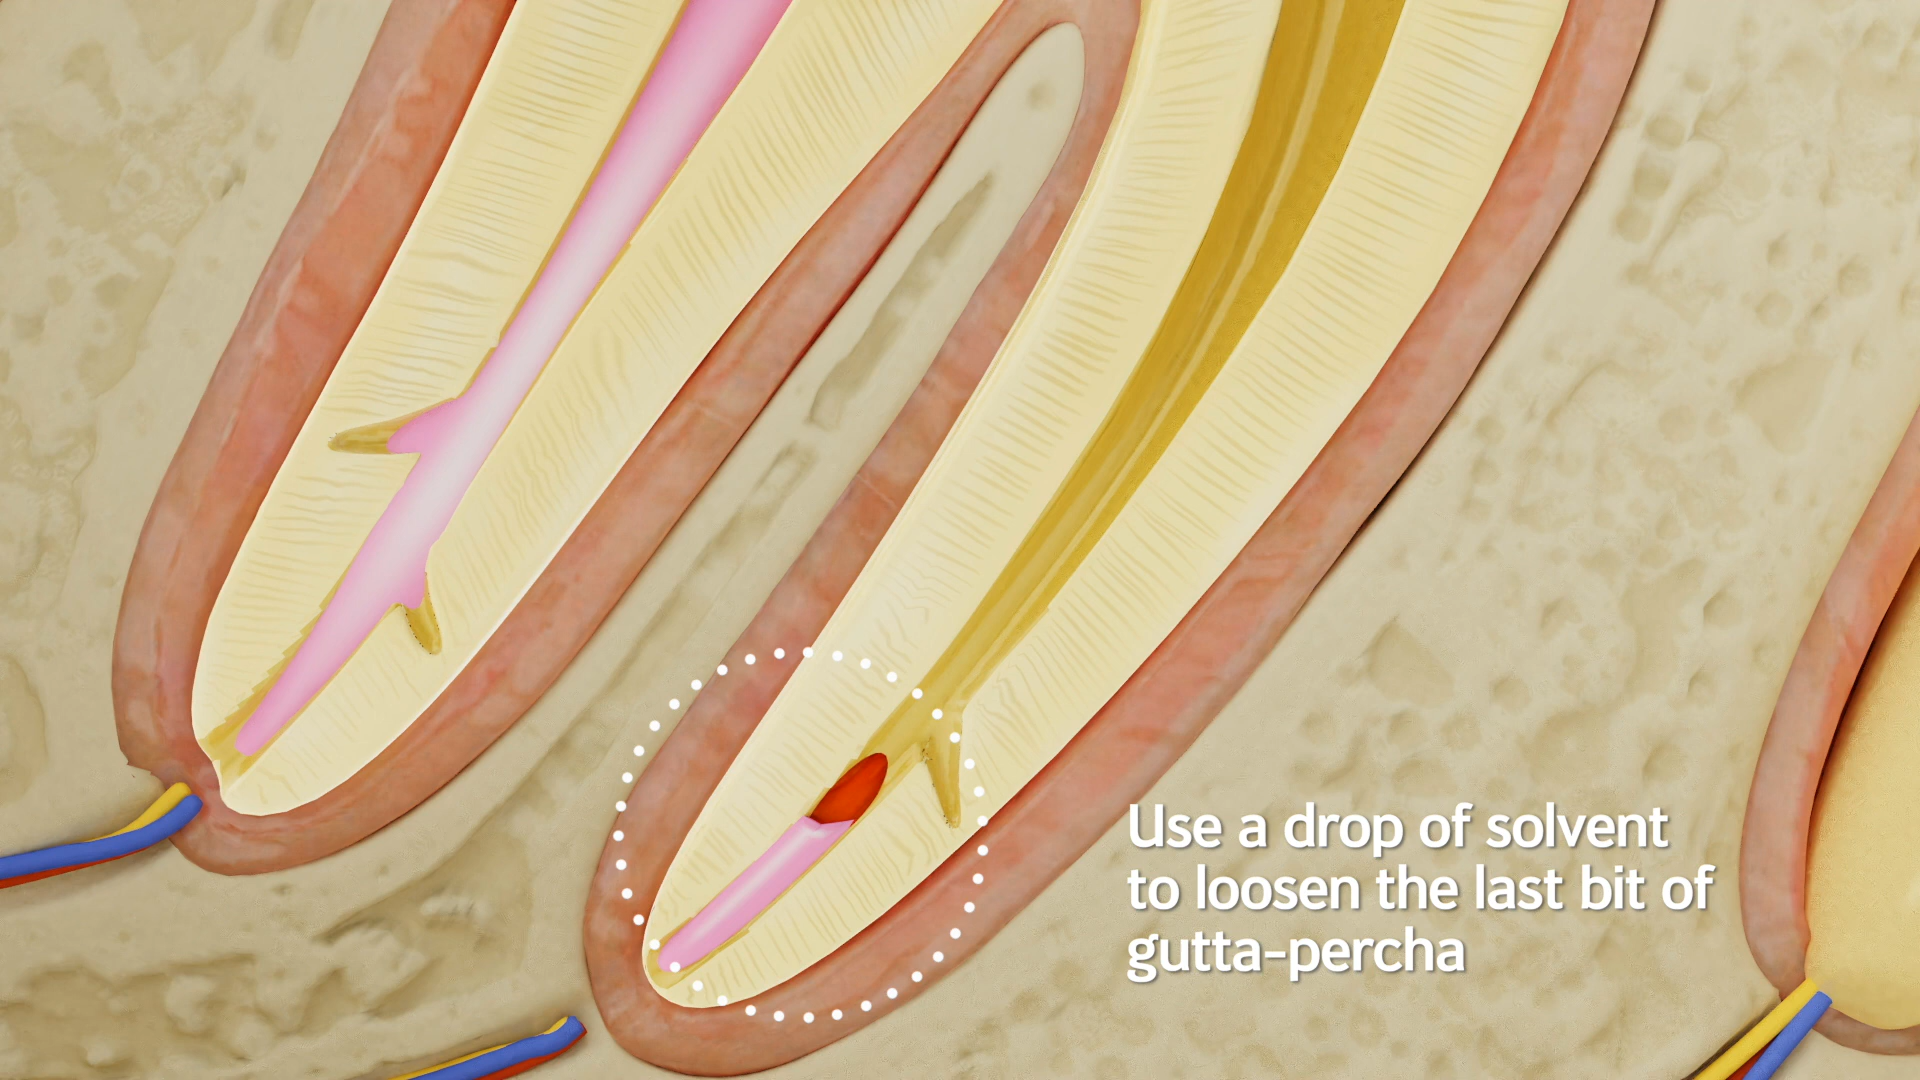 Use a drop of solvent
to loosen the last bit of
gutta-percha